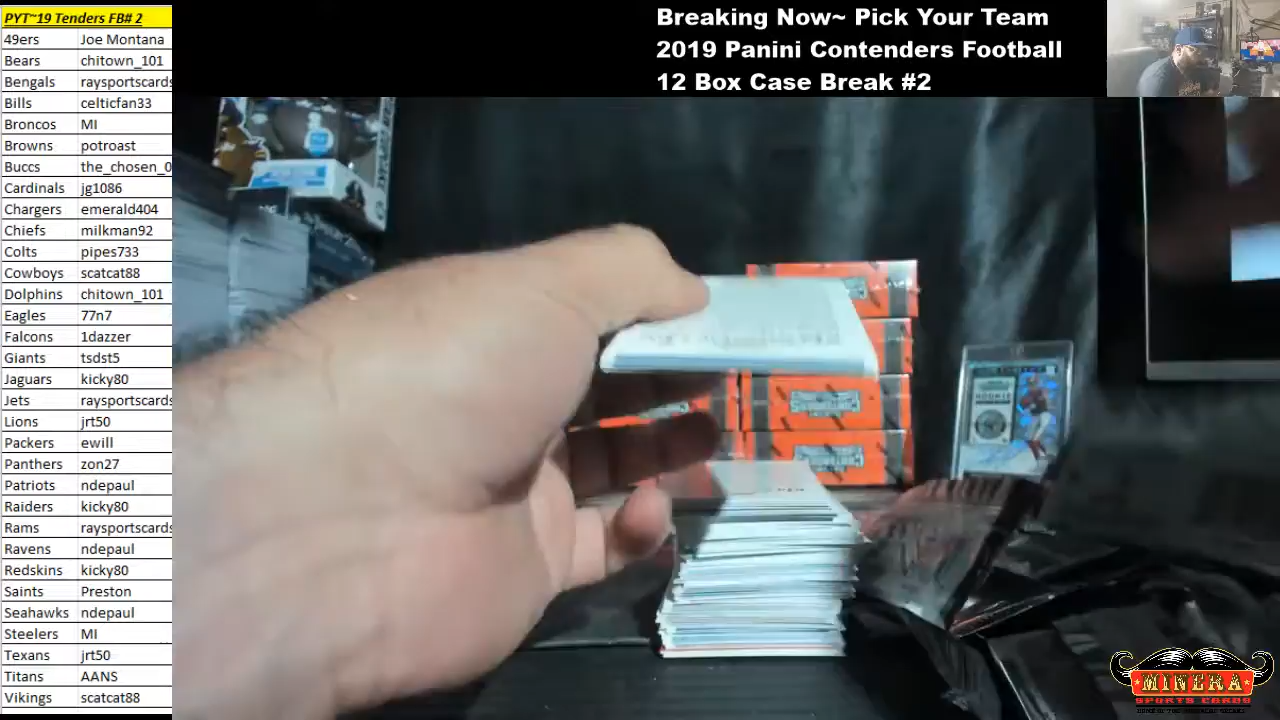 PYT~19 Tenders FB# 2
49ers Joe Montana
Bears chitown_101
Bengals raysportscards
Bills celticfan33
Broncos MI
Browns potroast
Buccs the_chosen_0
Cardinals jg1086
Chargers emerald404
Chiefs milkman92
Colts pipes733
Cowboys scatcat88
Dolphins chitown_101
Eagles 77n7
Falcons 1dazzer
Giants tsdst5
Jaguars kicky80
Jets raysportscards
Lions jrt50
Packers ewill
Panthers zon27
Patriots ndepaul
Raiders kicky80
Rams raysportscards
Ravens ndepaul
Redskins kicky80
Saints Preston
Seahawks ndepaul
Steelers MI
Texans jrt50
Titans AANS
Vikings scatcat88
Breaking Now~ Pick Your Team
2019 Panini Contenders Football
12 Box Case Break #2
ROOKIE
MINERA
SPORTS CARDS